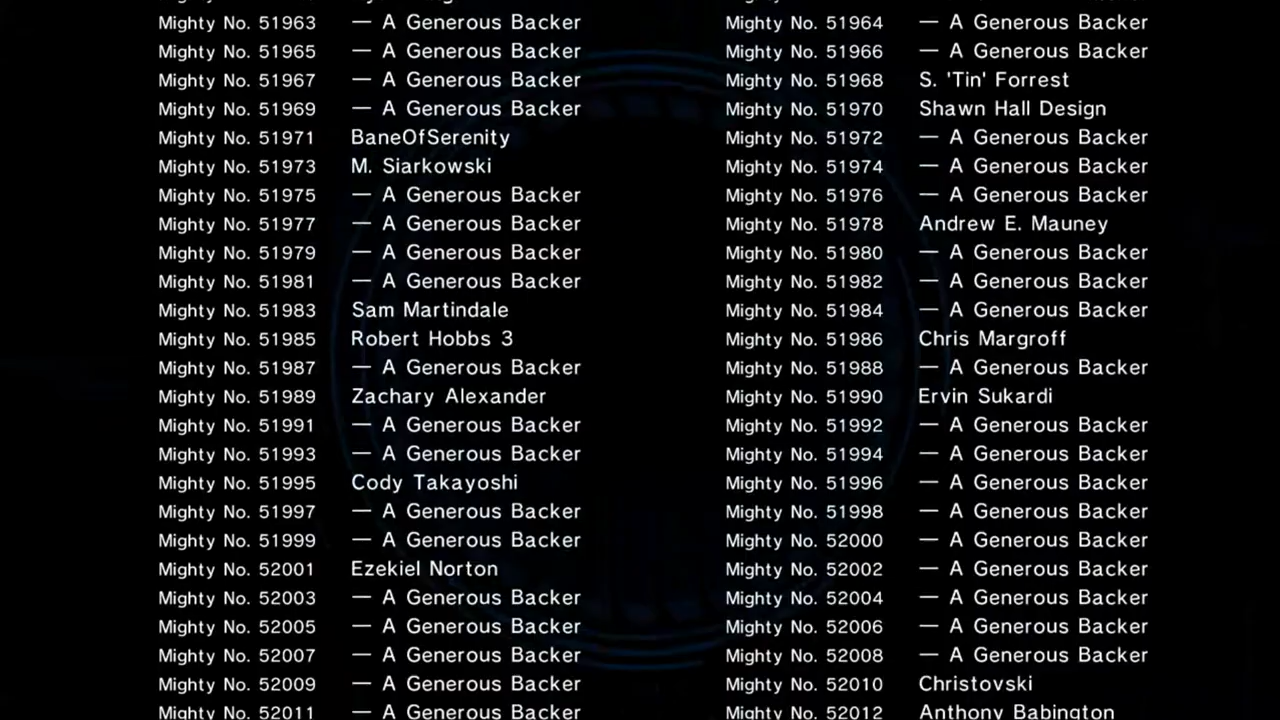 Mighty No. 51963 — A Generous Backer Mighty No. 51964 — A Generous Backer
Mighty No. 51965 — A Generous Backer Mighty No. 51966 — A Generous Backer
Mighty No. 51967 — A Generous Backer Mighty No. 51968 S. 'Tin' Forrest
Mighty No. 51969 — A Generous Backer Mighty No. 51970 Shawn Hall Design
Mighty No. 51971 BaneOfSerenity Mighty No. 51972 — A Generous Backer
Mighty No. 51973 M. Siarkowski Mighty No. 51974 — A Generous Backer
Mighty No. 51975 — A Generous Backer Mighty No. 51976 — A Generous Backer
Mighty No. 51977 — A Generous Backer Mighty No. 51978 Andrew E. Mauney
Mighty No. 51979 — A Generous Backer Mighty No. 51980 — A Generous Backer
Mighty No. 51981 — A Generous Backer Mighty No. 51982 — A Generous Backer
Mighty No. 51983 Sam Martindale Mighty No. 51984 — A Generous Backer
Mighty No. 51985 Robert Hobbs 3 Mighty No. 51986 Chris Margroff
Mighty No. 51987 — A Generous Backer Mighty No. 51988 — A Generous Backer
Mighty No. 51989 Zachary Alexander Mighty No. 51990 Ervin Sukardi
Mighty No. 51991 — A Generous Backer Mighty No. 51992 — A Generous Backer
Mighty No. 51993 — A Generous Backer Mighty No. 51994 — A Generous Backer
Mighty No. 51995 Cody Takayoshi Mighty No. 51996 — A Generous Backer
Mighty No. 51997 — A Generous Backer Mighty No. 51998 — A Generous Backer
Mighty No. 51999 — A Generous Backer Mighty No. 52000 — A Generous Backer
Mighty No. 52001 Ezekiel Norton Mighty No. 52002 — A Generous Backer
Mighty No. 52003 — A Generous Backer Mighty No. 52004 — A Generous Backer
Mighty No. 52005 — A Generous Backer Mighty No. 52006 — A Generous Backer
Mighty No. 52007 — A Generous Backer Mighty No. 52008 — A Generous Backer
Mighty No. 52009 — A Generous Backer Mighty No. 52010 Christovski
Mighty No. 52011 — A Generous Backer Mighty No. 52012 Anthony Babington